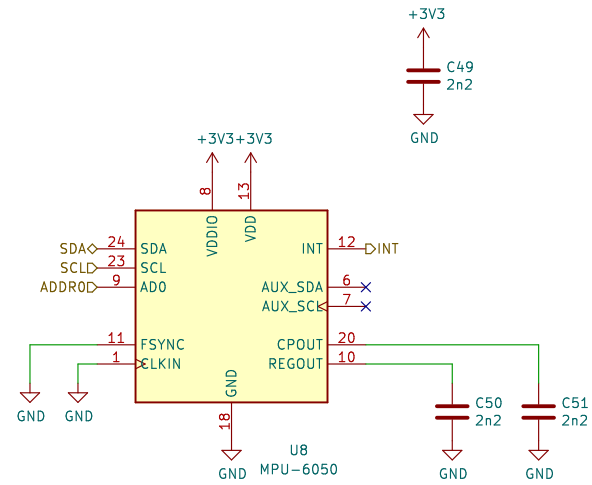 +3V3
C49
2n2
GND
+3V3 +3V3
8
13
VDDIO
VDD
SDA 24 SDA
INT 12 INT
SCL 23 SCL
ADDR0 9 AD0
AUX_SDA 6
AUX_SCL 7
11 FSYNC
CPOUT 20
1 CLKIN
REGOUT 10
GND
18
GND
GND
C50
2n2
C51
2n2
U8
MPU-6050
GND
GND
GND